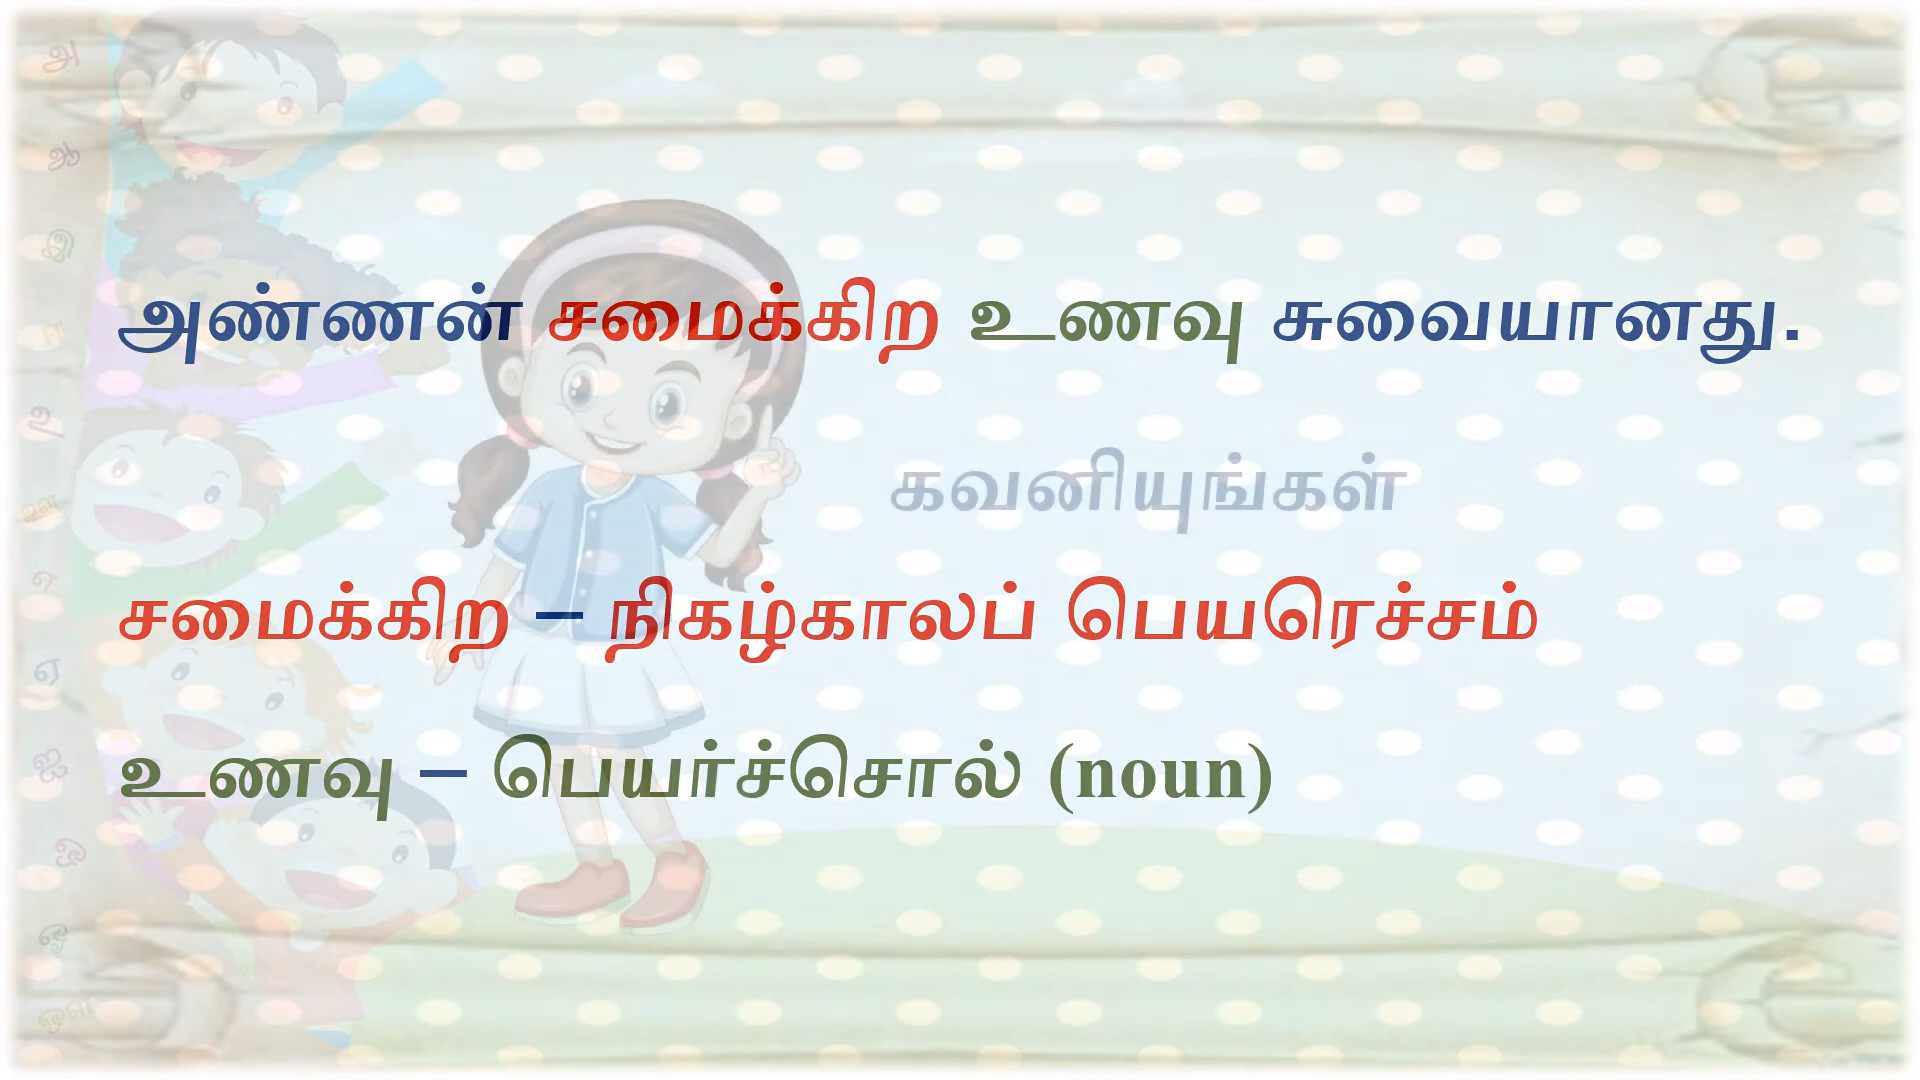 அண்ணன் சமைக்கிற உணவு சுவையானது.
கவனியுங்கள்
சமைக்கிற – நிகழ்காலப் பெயரெச்சம்
உணவு – பெயர்ச்சொல் (noun)
அ
ஆ
இ
ஈ
உ
ஊ
எ
ஏ
ஐ
ஒ
ஓ
ஔ